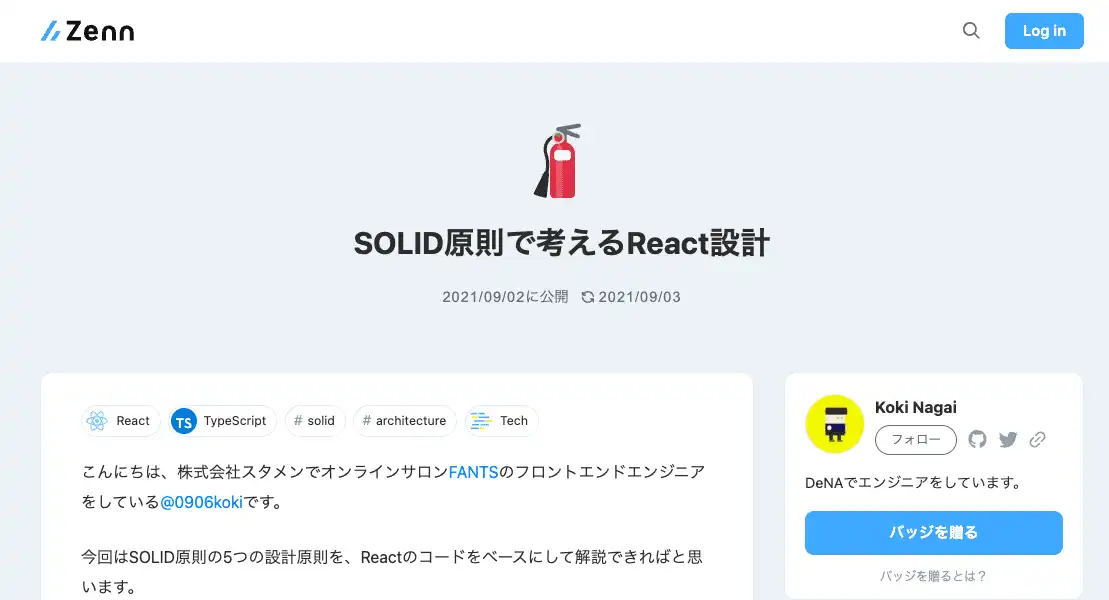 Zenn
Log in
SOLID原則で考えるReact設計
2021/09/02に公開 2021/09/03
React TypeScript # solid # architecture Tech
こんにちは、株式会社スタメンでオンラインサロンFANTSのフロントエンドエンジニア
をしている@0906kokiです。
今回はSOLID原則の5つの設計原則を、Reactのコードをベースにして解説できればと思
います。
Koki Nagai
フォロー
DeNAでエンジニアをしています。
バッジを贈る
バッジを贈るとは？